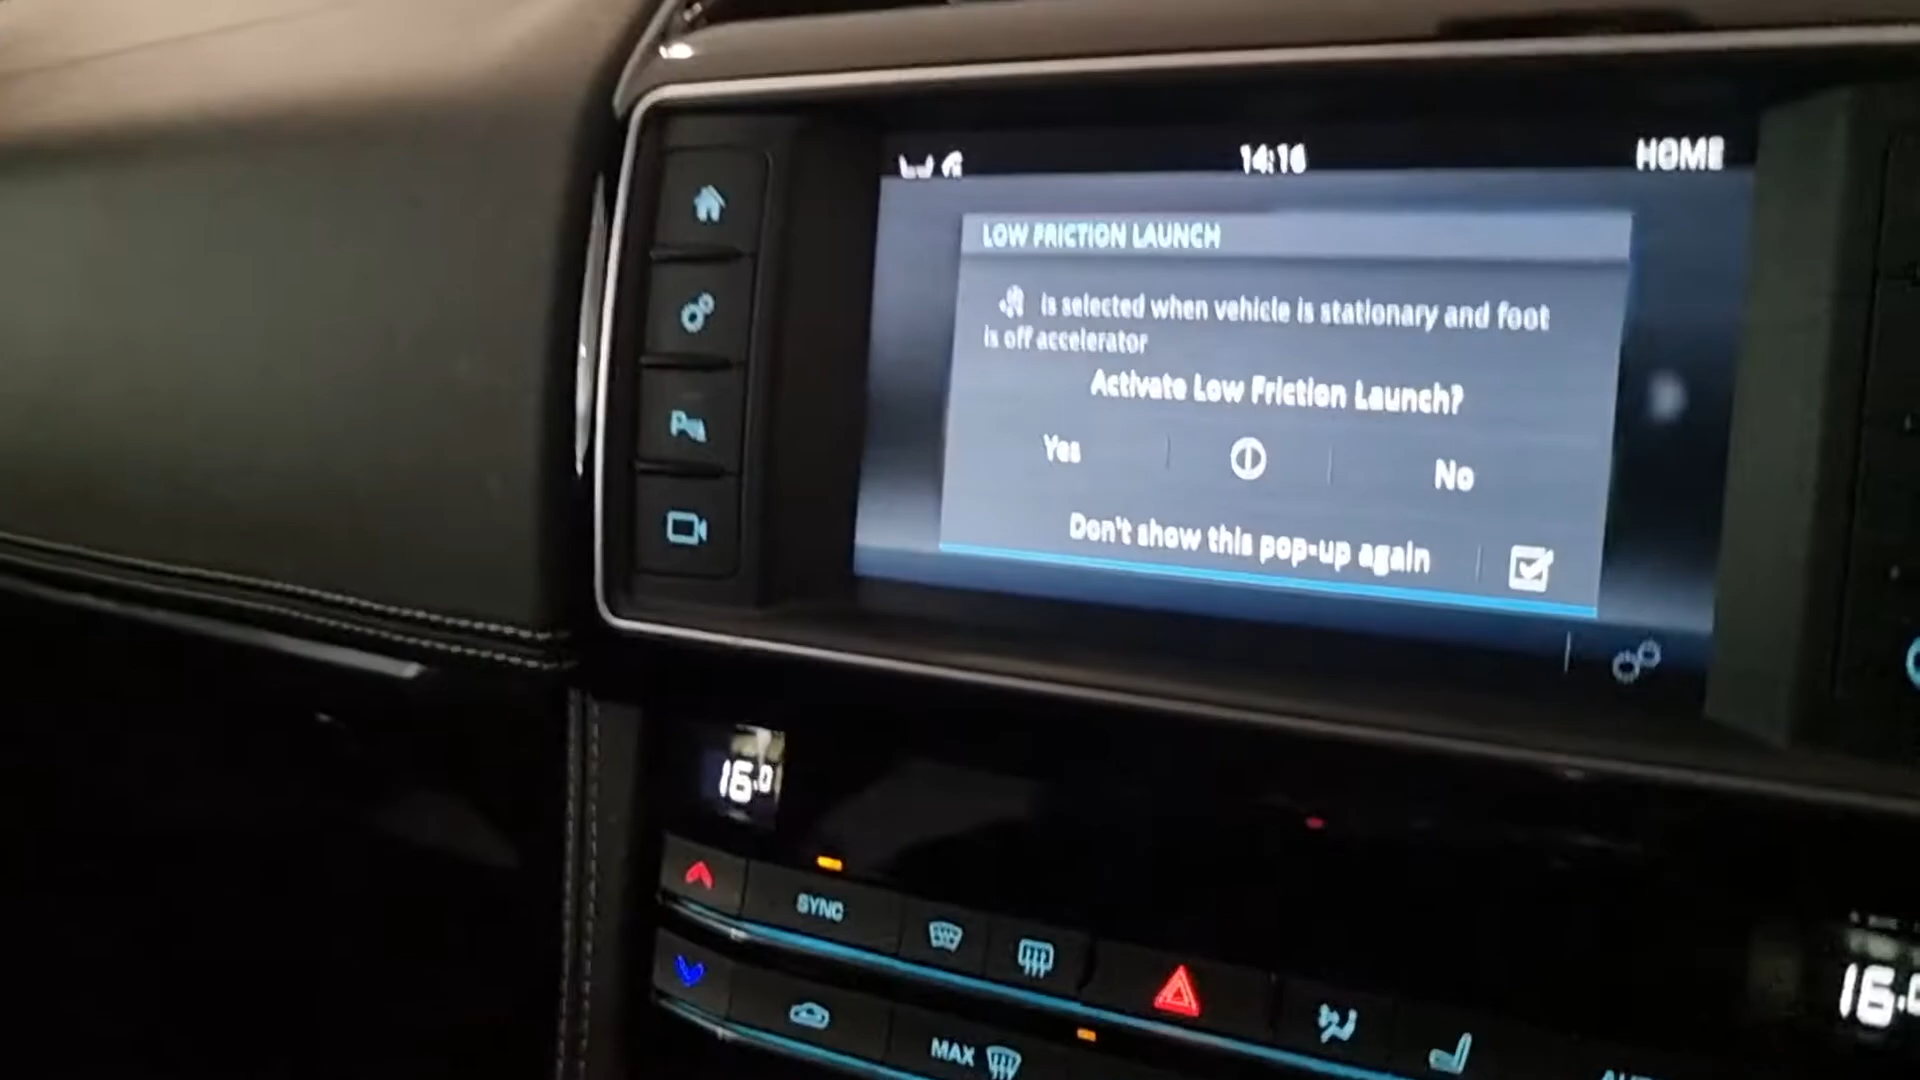 14:16
HOME
LOW FRICTION LAUNCH
is selected when vehicle is stationary and foot
is off accelerator
Activate Low Friction Launch?
Yes
No
Don't show this pop-up again
16.0
SYNC
MAX
16.0